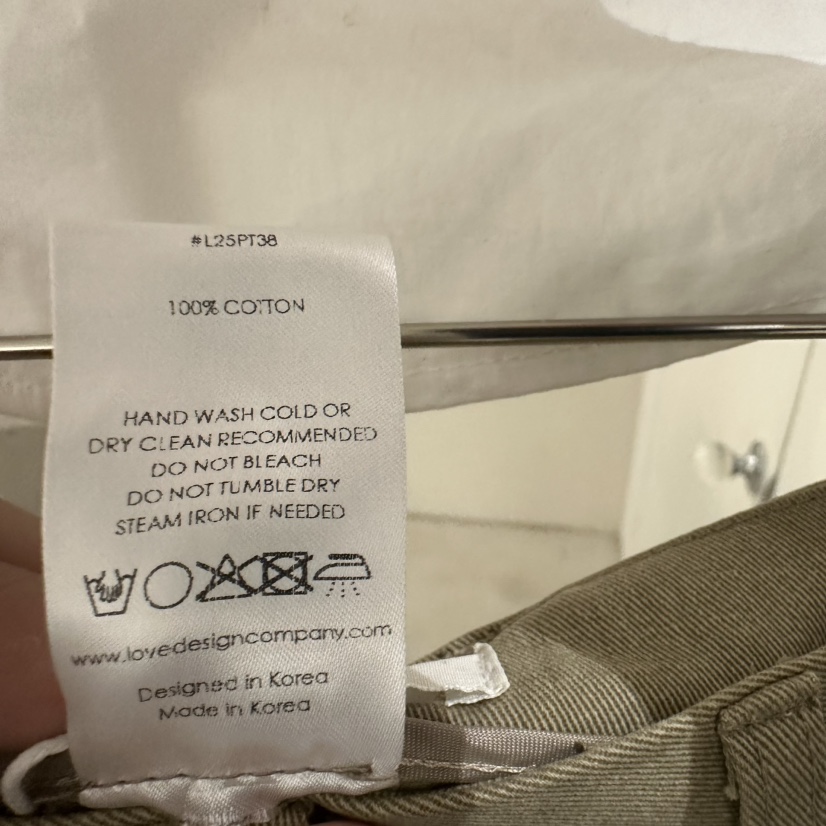 #L25PT38
100% COTTON
HAND WASH COLD OR
DRY CLEAN RECOMMENDED
DO NOT BLEACH
DO NOT TUMBLE DRY
STEAM IRON IF NEEDED
www.lovedesigncompany.com
Designed in Korea
Made in Korea